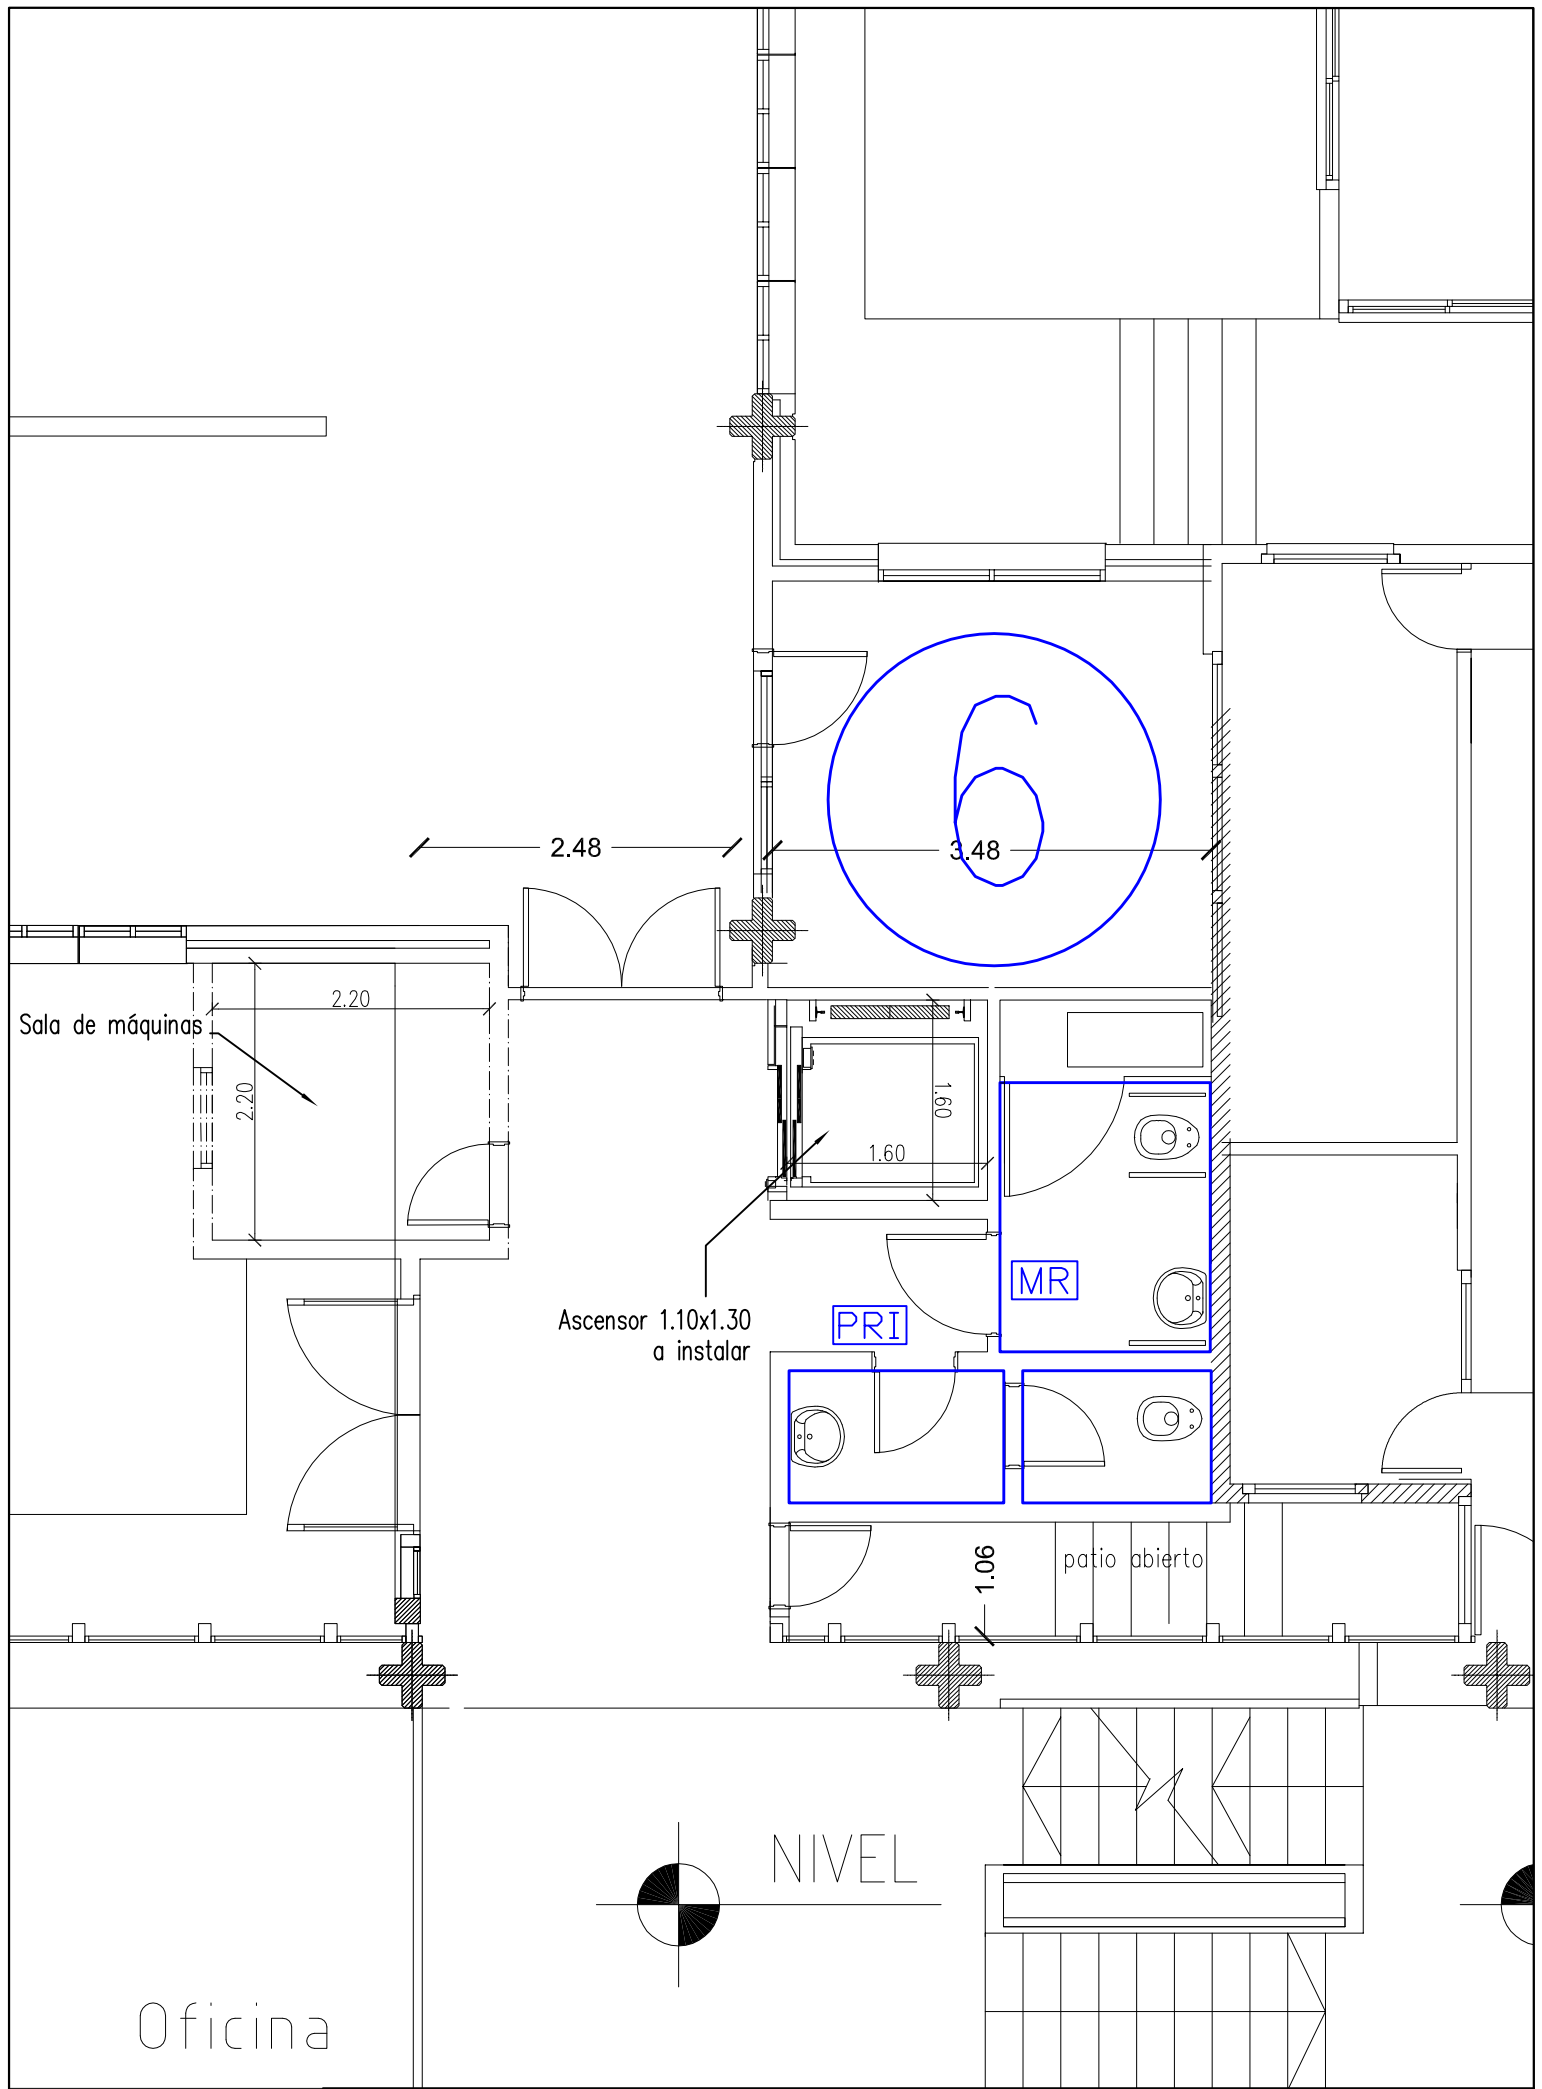 6
2.48
3.48
2.20
Sala de máquinas
2.20
1.60
1.60
MR
PRI
Ascensor 1.10x1.30
a instalar
1.06
patio abierto
NIVEL
Oficina